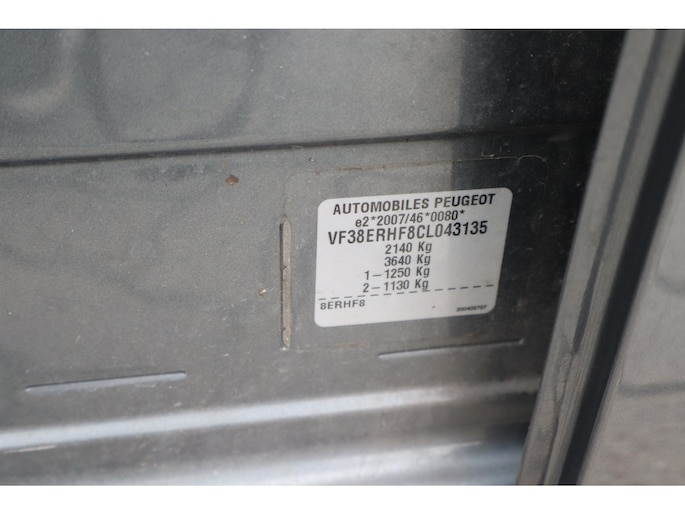 AUTOMOBILES PEUGEOT
e2*2007/46*0080*
VF38ERHF8CL043135
2140 Kg
3640 Kg
1-1250 Kg
2-1130 Kg
8ERHF8